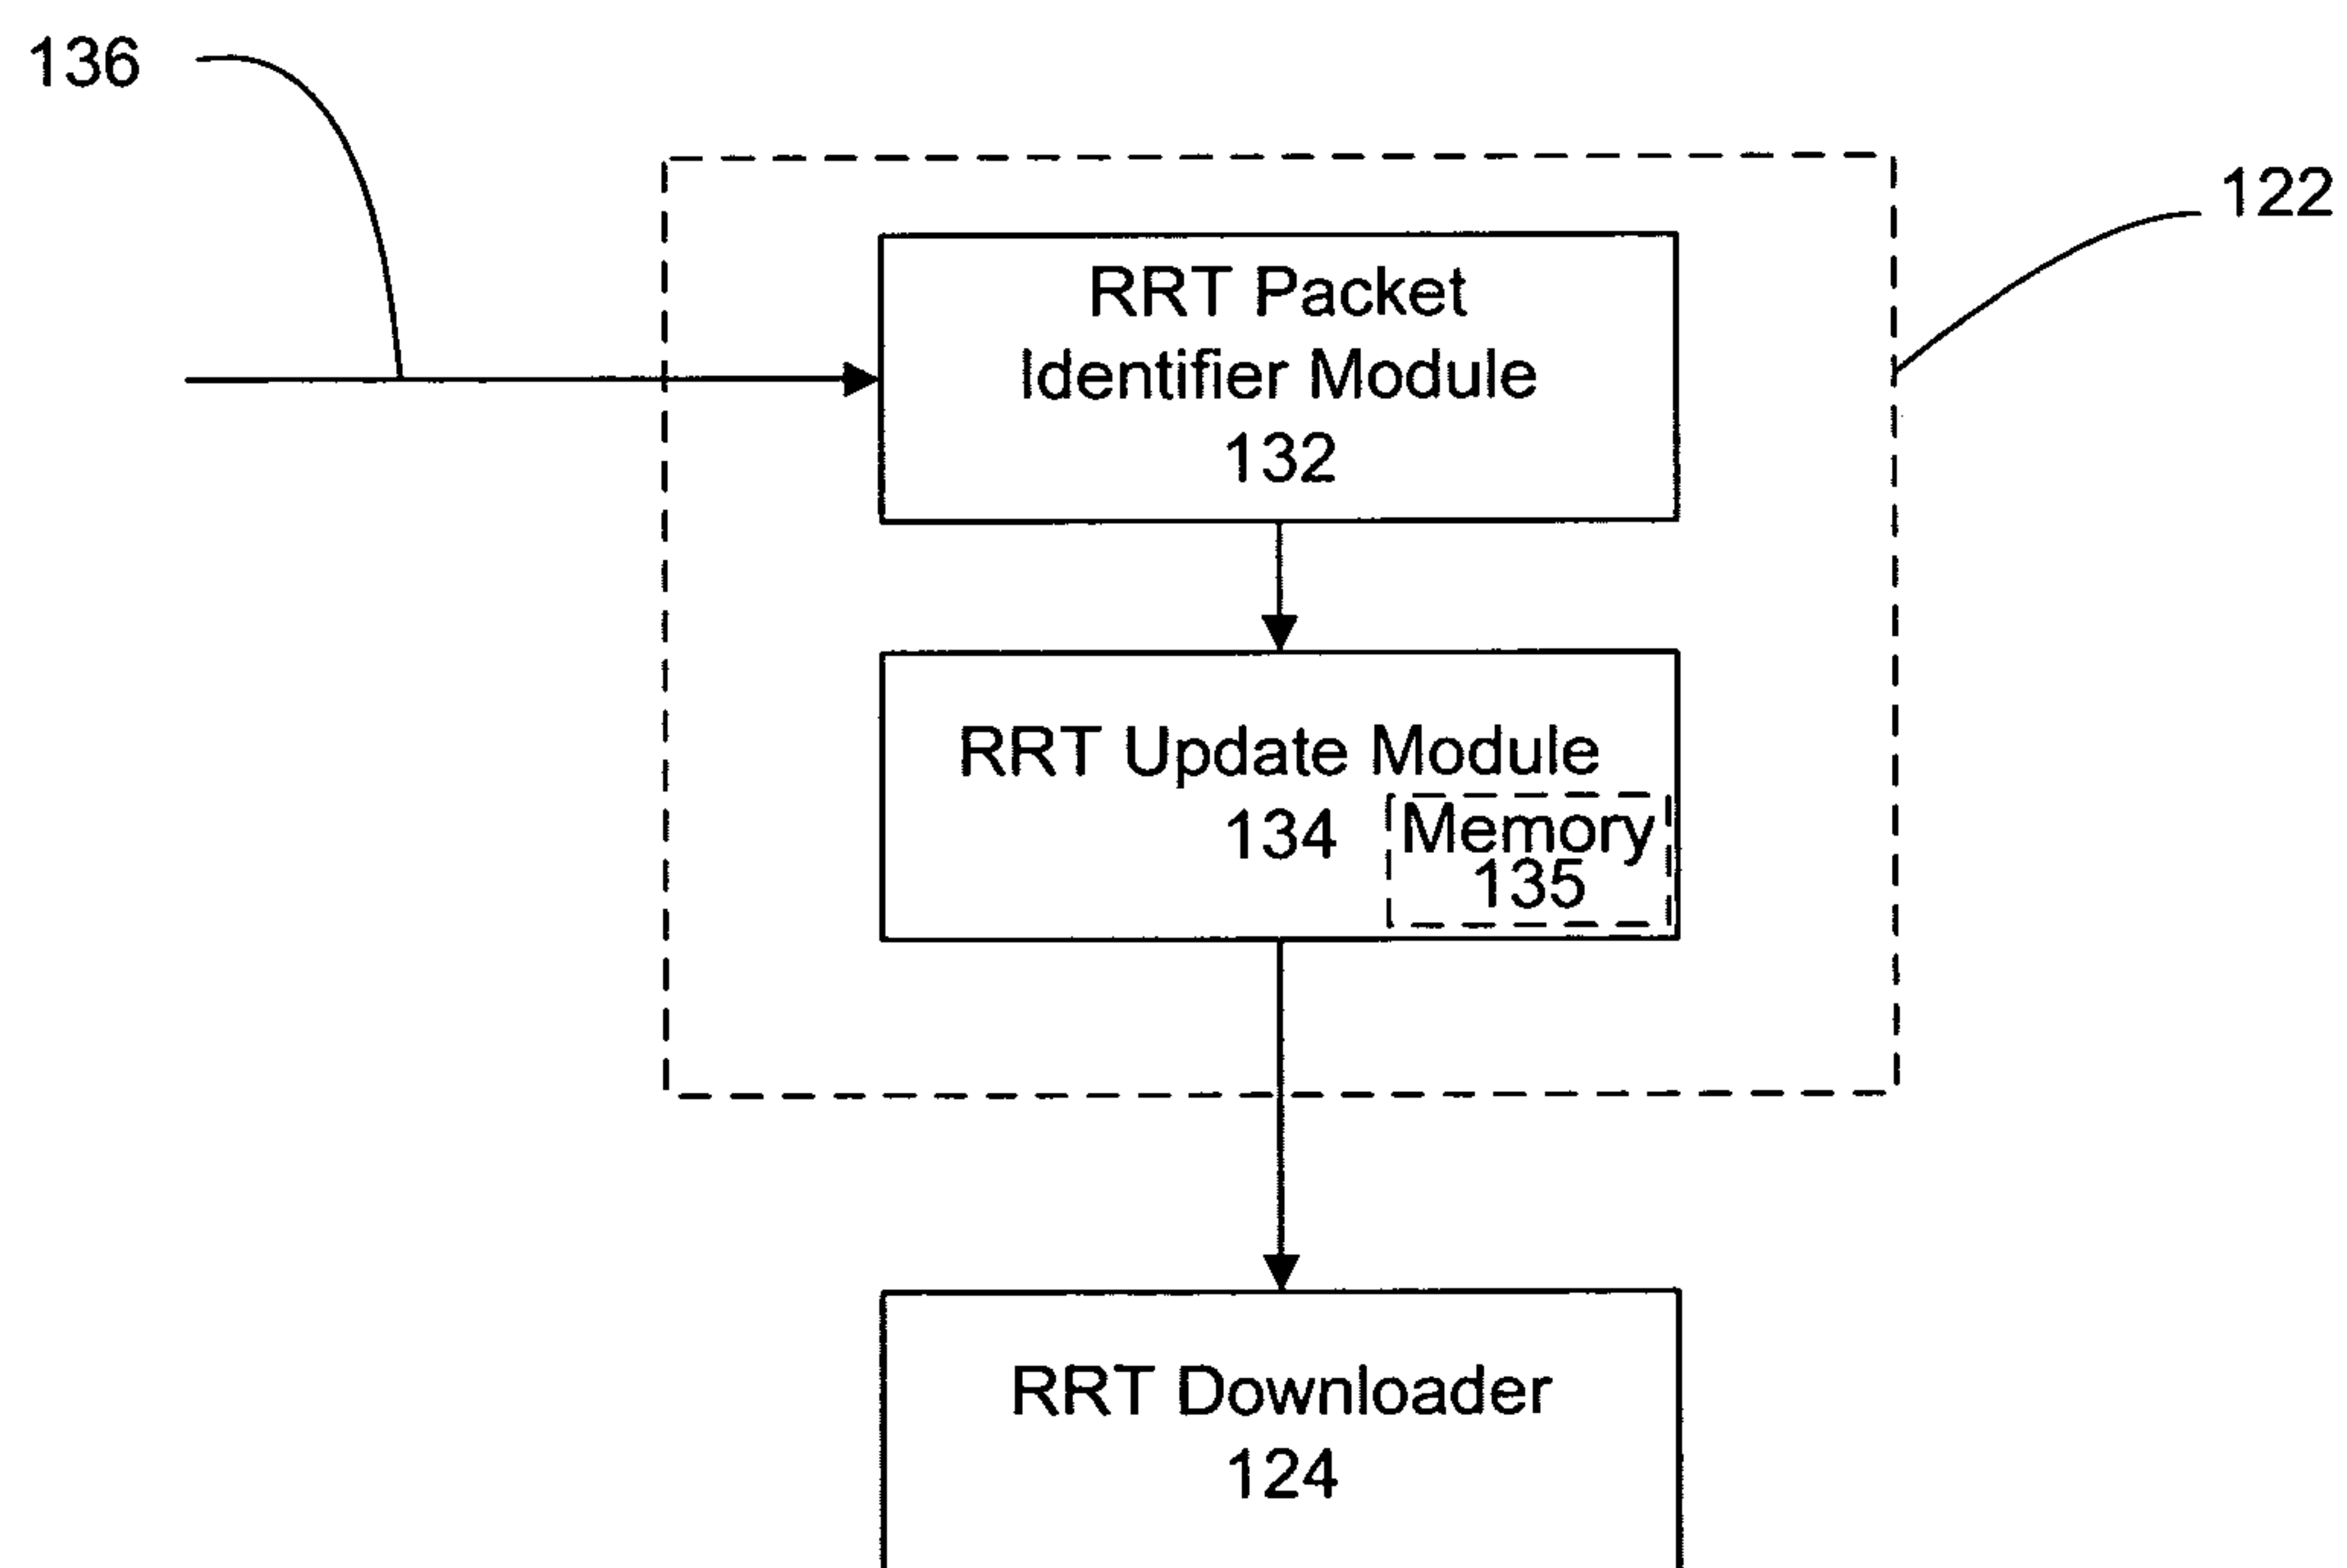 136
122
RRT Packet
Identifier Module
132
RRT Update Module
134
Memory
135
RRT Downloader
124